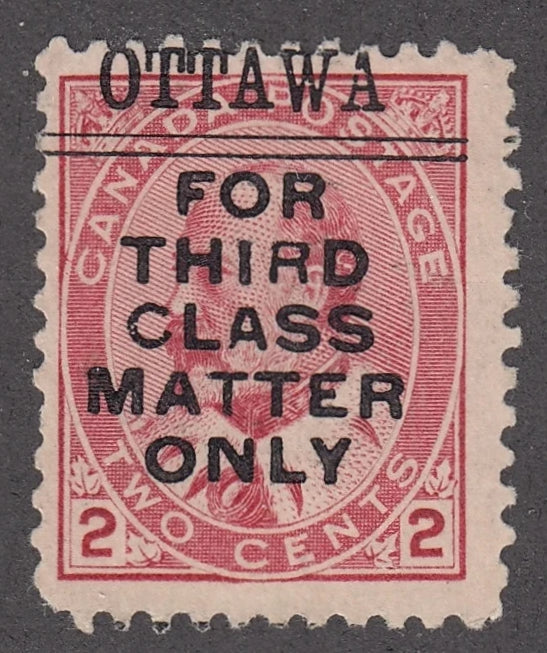 OTTAWA
CANADA POSTAGE
FOR
THIRD
CLASS
MATTER
ONLY
TWO CENTS
2 2